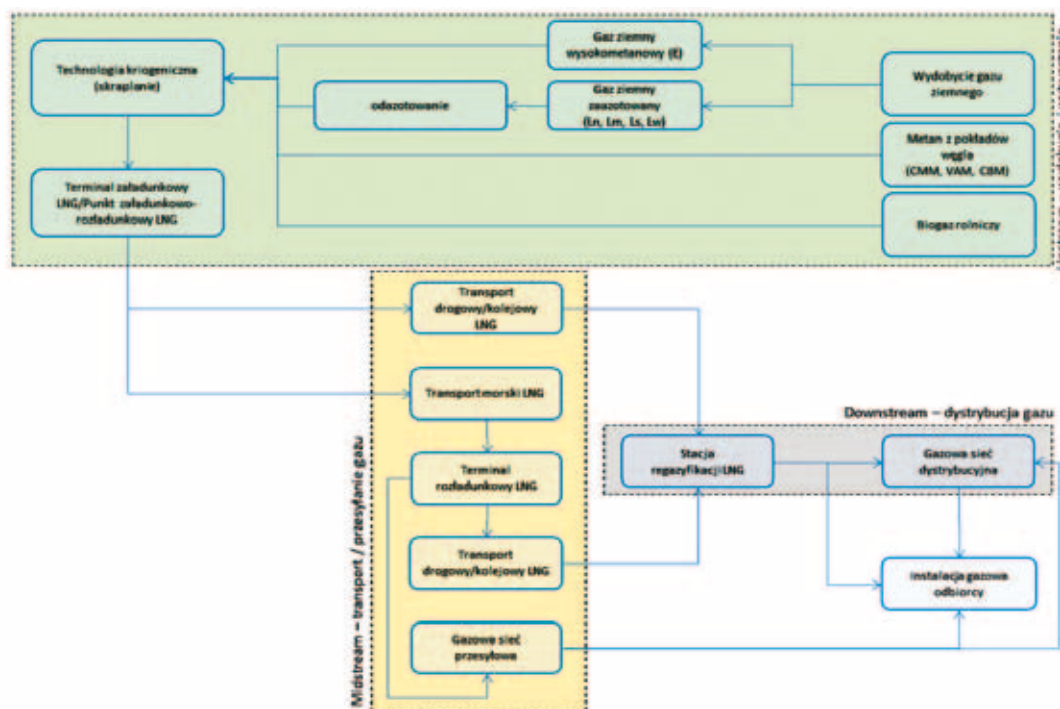 Gaz ziemny
wysokometanowy (E)
Technologia kriogeniczna
(skraplanie)
Wydobycie gazu
ziemnego
odazotowanie
Gaz ziemny
zaazotowany
(Ln, Lm, Ls, Lw)
Metan z pokładów
węgla
(CMM, VAM, CBM)
Terminal załadunkowy
LNG/Punkt załadunkowo-
rozładunkowy LNG
Biogaz rolniczy
Midstream – transport / przesyłanie gazu
Transport
drogowy/kolejowy
LNG
Transport morski LNG
Terminal
rozładunkowy LNG
Transport
drogowy/kolejowy LNG
Gazowa sieć
przesyłowa
Downstream – dystrybucja gazu
Stacja
regazyfikacji LNG
Gazowa sieć
dystrybucyjna
Instalacja gazowa
odbiorcy